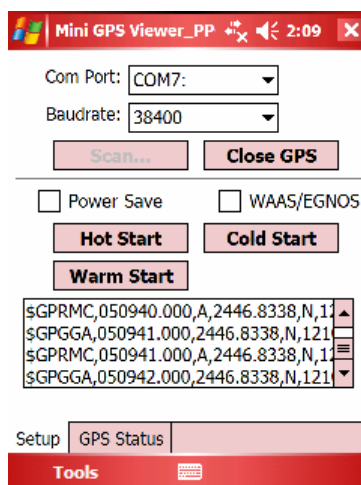 Mini GPS Viewer_PP 2:09
Com Port: COM7:
Baudrate: 38400
Scan... Close GPS
Power Save WAAS/EGNOS
Hot Start Cold Start
Warm Start
$GPRMC,050940.000,A,2446.8338,N,12
$GPGGA,050941.000,2446.8338,N,121
$GPRMC,050941.000,A,2446.8338,N,12
$GPGGA,050942.000,2446.8338,N,121
Setup GPS Status
Tools